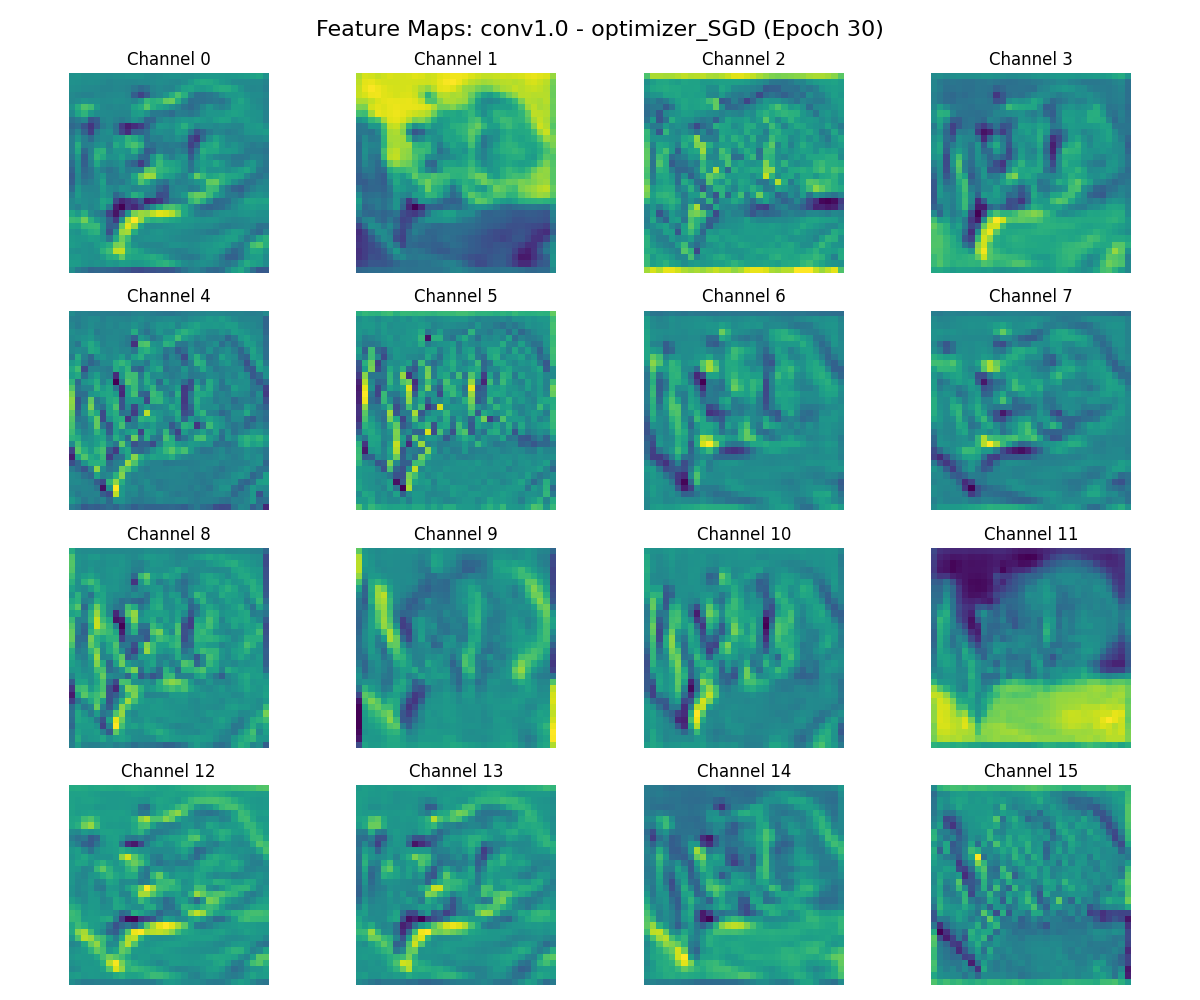 Feature Maps: conv1.0 - optimizer_SGD (Epoch 30)
Channel 0
Channel 1
Channel 2
Channel 3
Channel 4
Channel 5
Channel 6
Channel 7
Channel 8
Channel 9
Channel 10
Channel 11
Channel 12
Channel 13
Channel 14
Channel 15